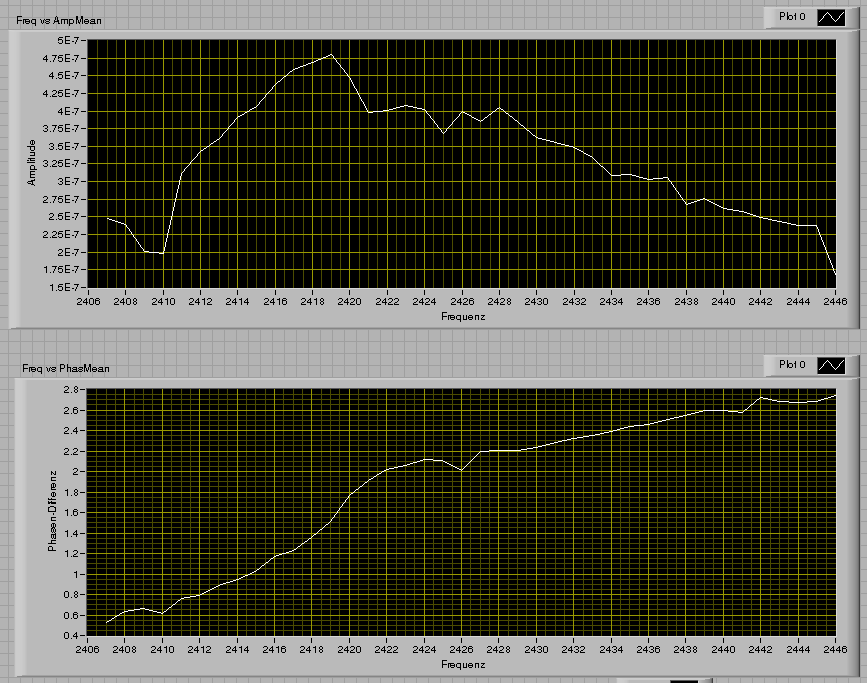 Freq vs AmpMean
Plot 0
5E-7
4.75E-7
4.5E-7
4.25E-7
4E-7
3.75E-7
3.5E-7
3.25E-7
3E-7
2.75E-7
2.5E-7
2.25E-7
2E-7
1.75E-7
1.5E-7
Amplitude
2406 2408 2410 2412 2414 2416 2418 2420 2422 2424 2426 2428 2430 2432 2434 2436 2438 2440 2442 2444 2446
Frequenz
Freq vs PhasMean
Plot 0
2.8
2.6
2.4
2.2
2
1.8
1.6
1.4
1.2
1
0.8
0.6
0.4
Phasen-Differenz
2406 2408 2410 2412 2414 2416 2418 2420 2422 2424 2426 2428 2430 2432 2434 2436 2438 2440 2442 2444 2446
Frequenz